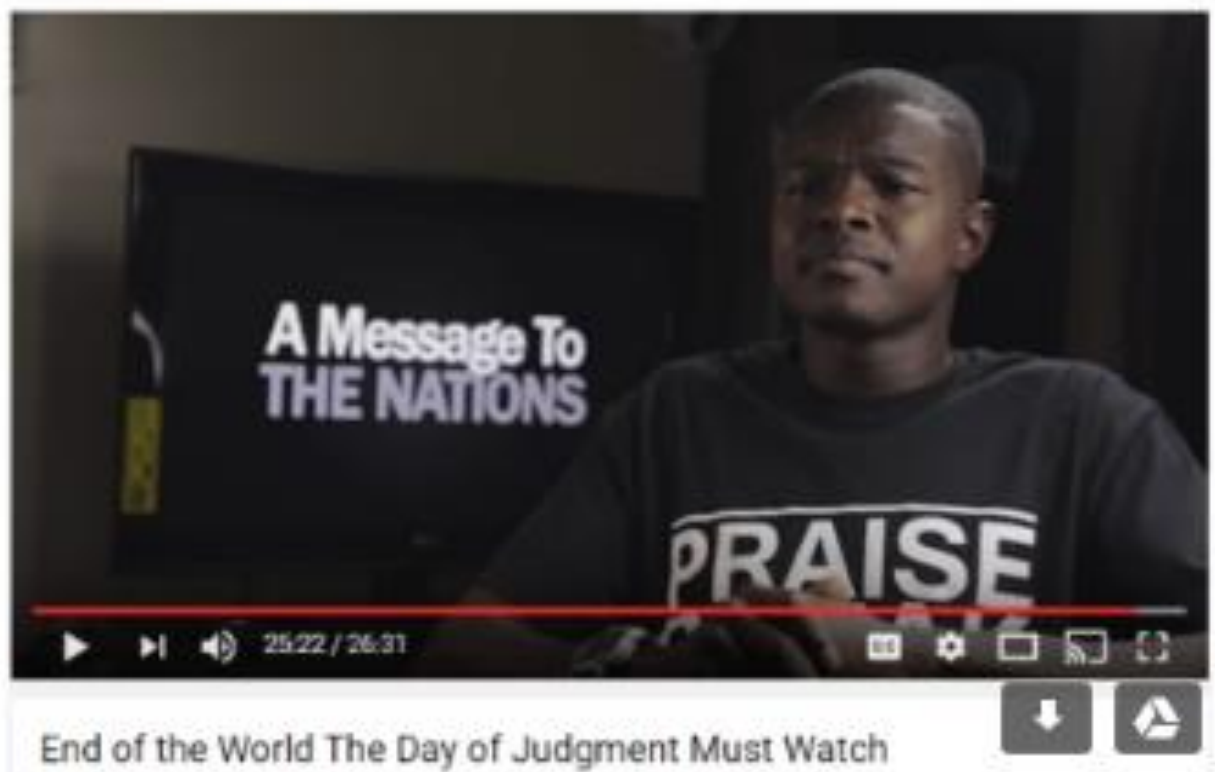 A Message To
THE NATIONS
PRAISE
25:22 / 26:31
CC
End of the World The Day of Judgment Must Watch